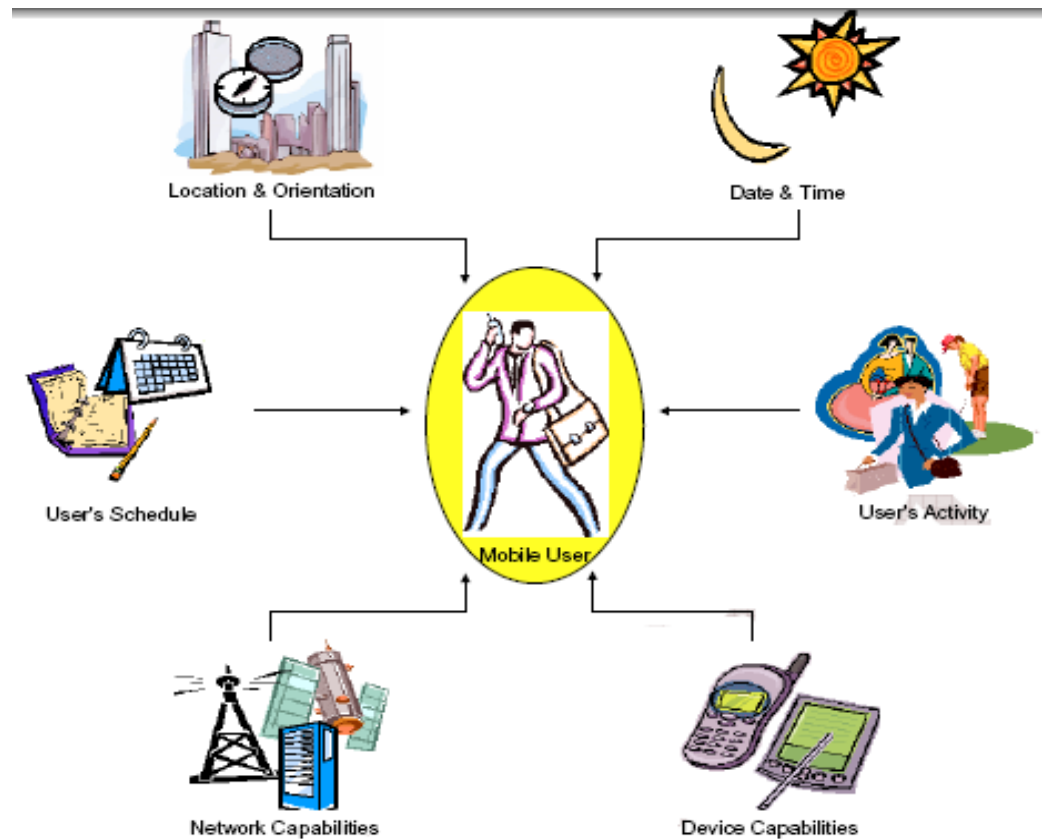 Location & Orientation
Date & Time
User's Schedule
Mobile User
User's Activity
Network Capabilities
Device Capabilities